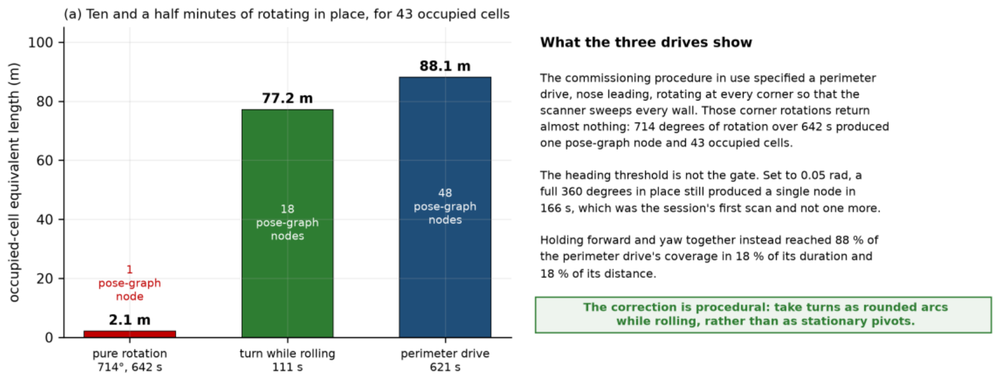 (a) Ten and a half minutes of rotating in place, for 43 occupied cells
occupied-cell equivalent length (m)
100
80
60
40
20
0
1
pose-graph
node
2.1 m
77.2 m
18
pose-graph
nodes
88.1 m
48
pose-graph
nodes
pure rotation
714°, 642 s
turn while rolling
111 s
perimeter drive
621 s
What the three drives show
The commissioning procedure in use specified a perimeter
drive, nose leading, rotating at every corner so that the
scanner sweeps every wall. Those corner rotations return
almost nothing: 714 degrees of rotation over 642 s produced
one pose-graph node and 43 occupied cells.
The heading threshold is not the gate. Set to 0.05 rad, a
full 360 degrees in place still produced a single node in
166 s, which was the session's first scan and not one more.
Holding forward and yaw together instead reached 88 % of
the perimeter drive's coverage in 18 % of its duration and
18 % of its distance.
The correction is procedural: take turns as rounded arcs
while rolling, rather than as stationary pivots.